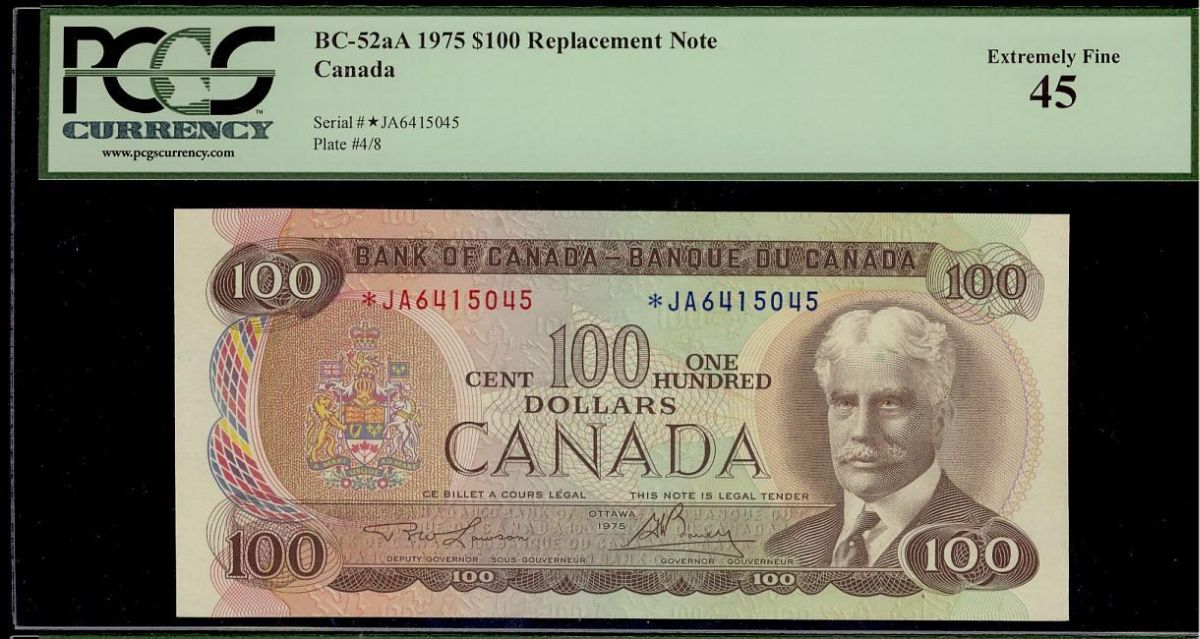 PCGS
CURRENCY
www.pcgscurrency.com
BC-52aA 1975 $100 Replacement Note
Canada
Serial #★JA6415045
Plate #4/8
Extremely Fine
45
BANK OF CANADA – BANQUE DU CANADA
100
100
*JA6415045 *JA6415045
CENT 100 ONE HUNDRED
DOLLARS
CANADA
CE BILLET A COURS LÉGAL THIS NOTE IS LEGAL TENDER
OTTAWA
1975
DEPUTY GOVERNOR SOUS-GOUVERNEUR GOVERNOR GOUVERNEUR
100 100 100 100